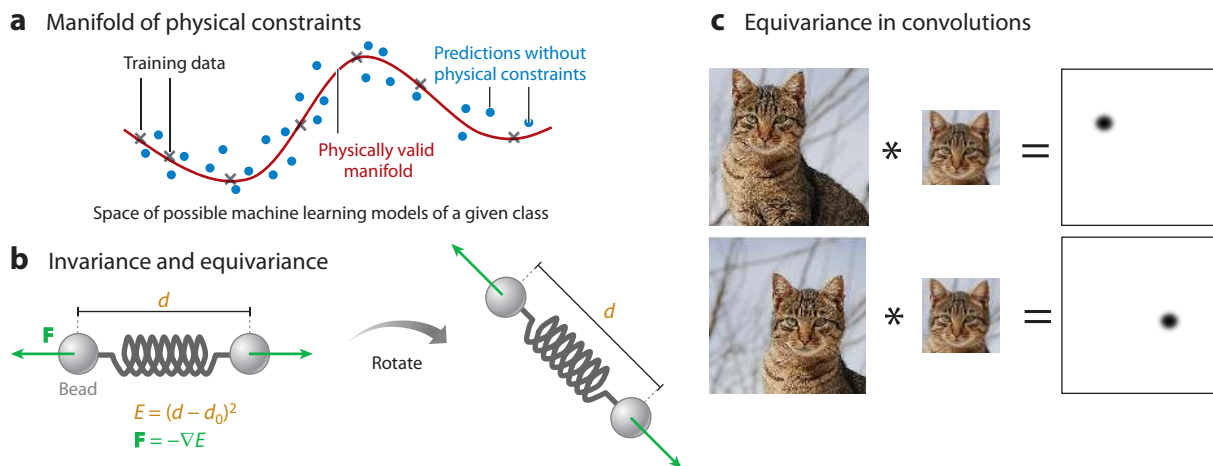 a Manifold of physical constraints
Training data
Predictions without
physical constraints
Physically valid
manifold
Space of possible machine learning models of a given class
b Invariance and equivariance
d
F
Bead
E = (d – d₀)²
F = –∇E
Rotate
d
c Equivariance in convolutions
* =
* =